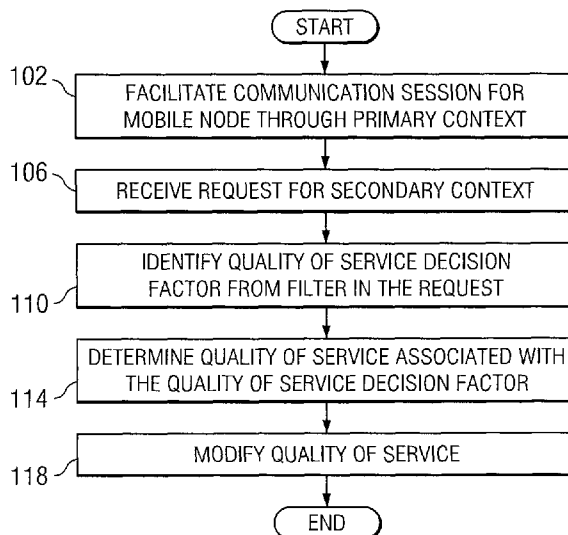 START
102
FACILITATE COMMUNICATION SESSION FOR
MOBILE NODE THROUGH PRIMARY CONTEXT
106
RECEIVE REQUEST FOR SECONDARY CONTEXT
IDENTIFY QUALITY OF SERVICE DECISION
FACTOR FROM FILTER IN THE REQUEST
110
DETERMINE QUALITY OF SERVICE ASSOCIATED WITH
THE QUALITY OF SERVICE DECISION FACTOR
114
MODIFY QUALITY OF SERVICE
118
END